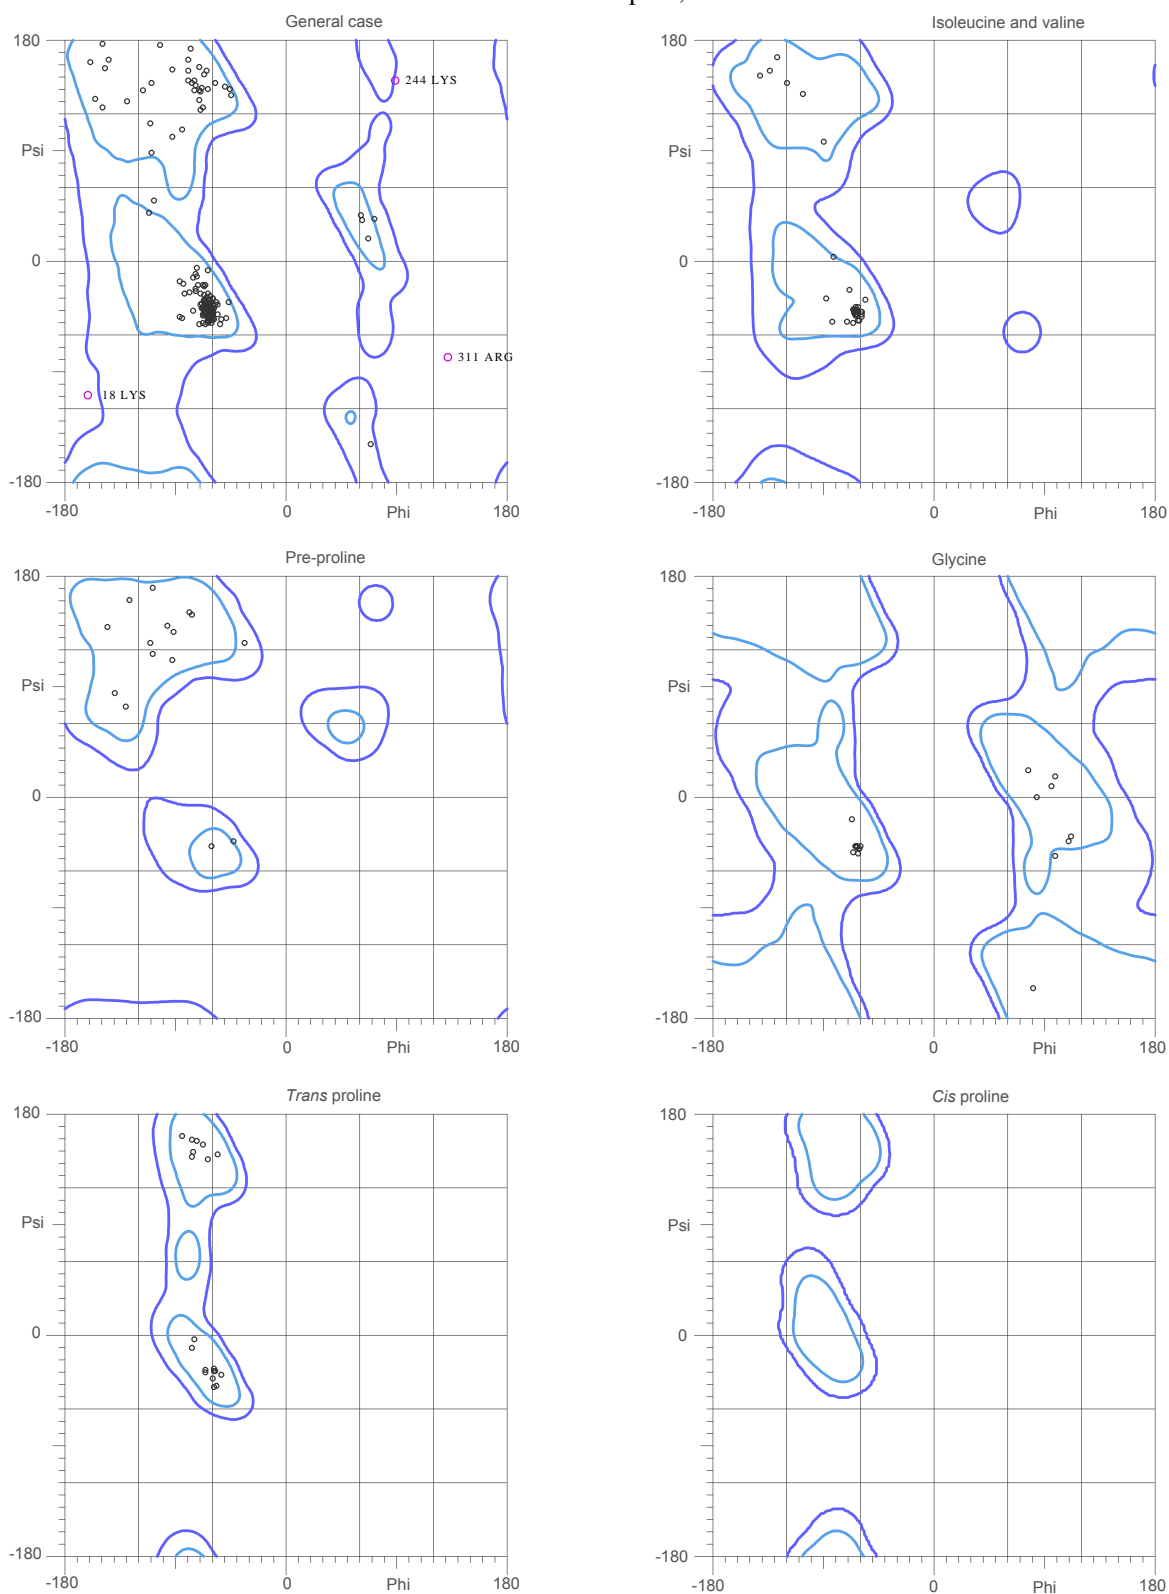 General case
180
244 LYS
Psi
0
311 ARG
18 LYS
-180
-180
0
Phi
180
Isoleucine and valine
180
Psi
0
-180
-180
0
Phi
180
Pre-proline
180
Psi
0
-180
-180
0
Phi
180
Glycine
180
Psi
0
-180
-180
0
Phi
180
Trans proline
180
Psi
0
-180
-180
0
Phi
180
Cis proline
180
Psi
0
-180
-180
0
Phi
180